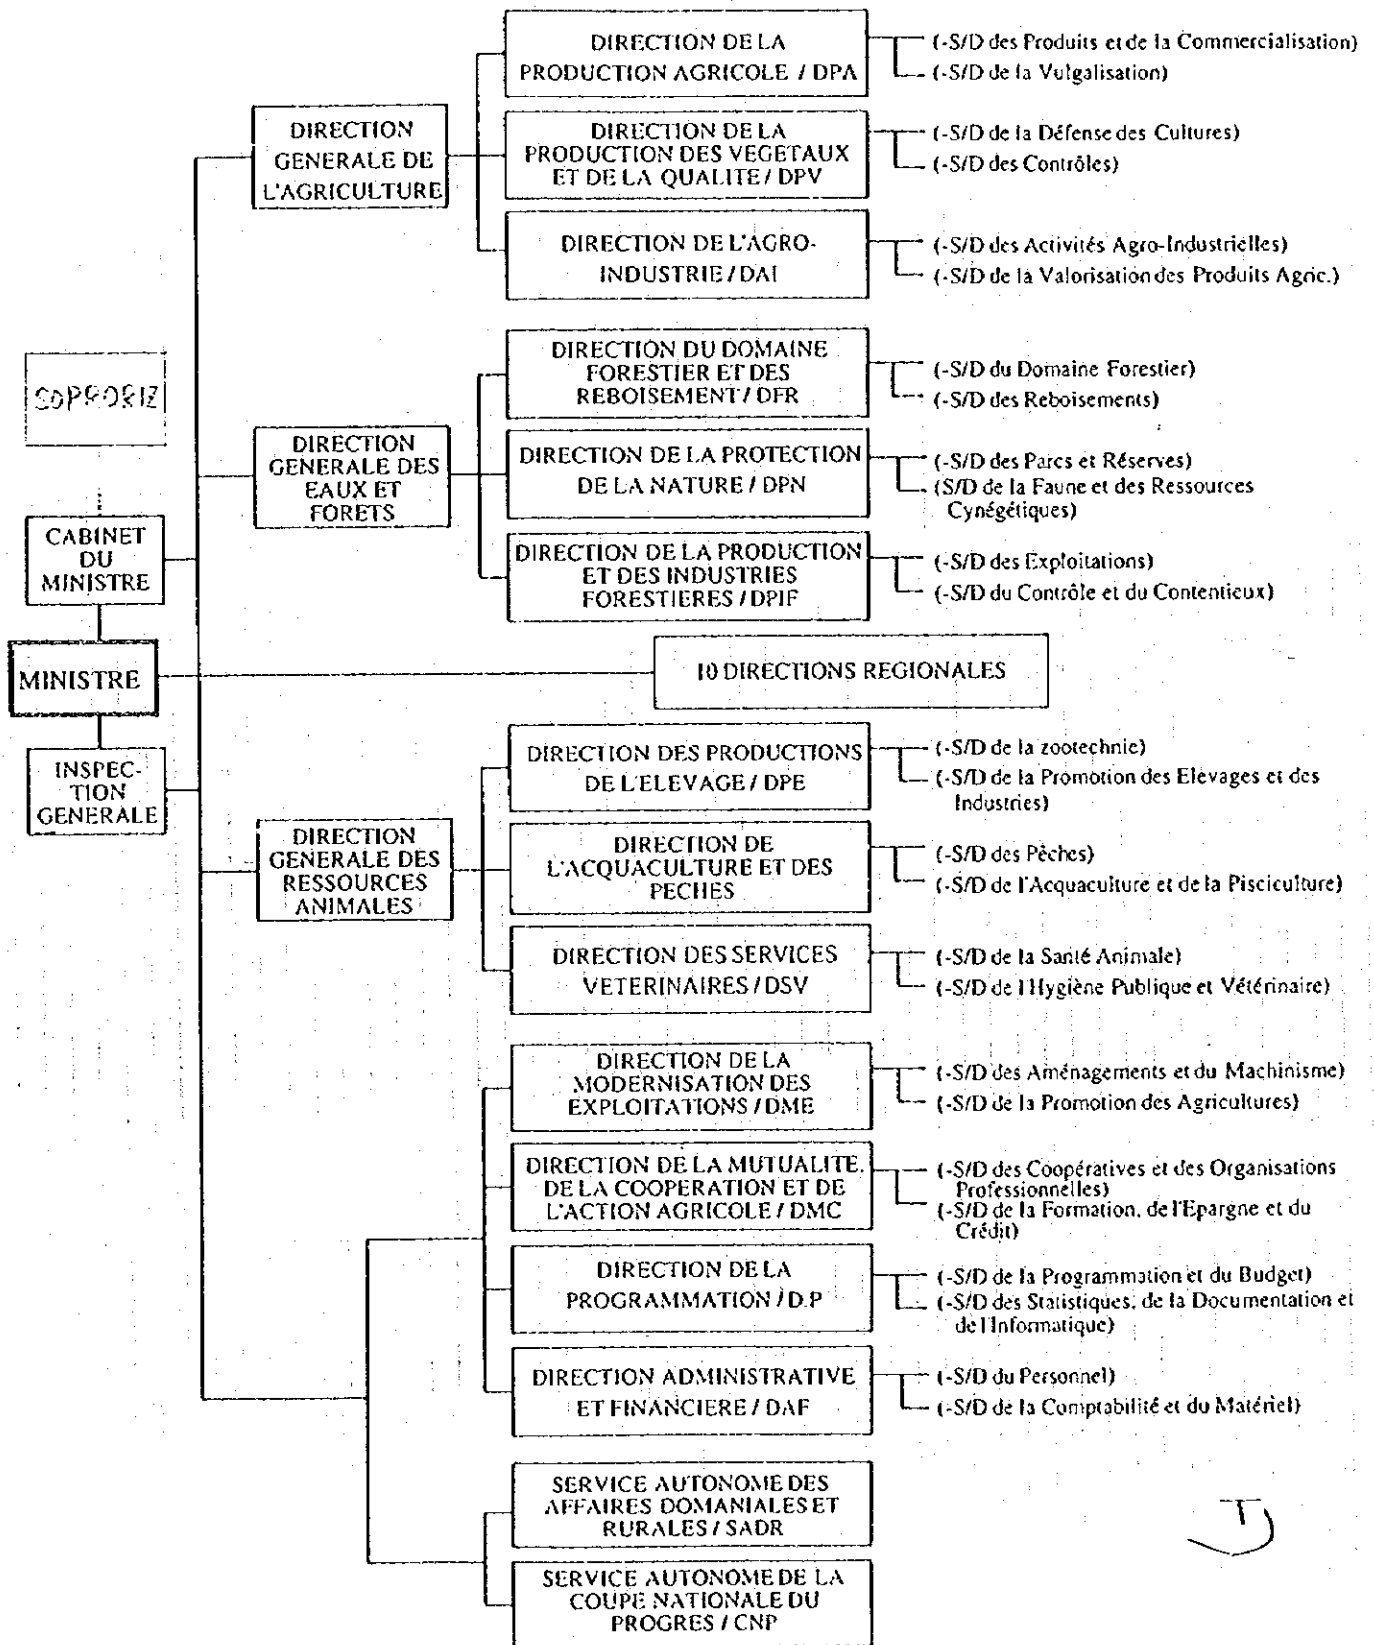 DIRECTION DE LA
PRODUCTION AGRICOLE / DPA
(-S/D des Produits et de la Commercialisation)
(-S/D de la Vulgalisation)
DIRECTION
GENERALE DE
L'AGRICULTURE
DIRECTION DE LA
PRODUCTION DES VEGETAUX
ET DE LA QUALITE / DPV
(-S/D de la Défense des Cultures)
(-S/D des Contrôles)
DIRECTION DE L'AGRO-
INDUSTRIE / DAI
(-S/D des Activités Agro-Industrielles)
(-S/D de la Valorisation des Produits Agric.)
SOPRORIZ
DIRECTION DU DOMAINE
FORESTIER ET DES
REBOISEMENT / DFR
(-S/D du Domaine Forestier)
(-S/D des Reboisements)
DIRECTION
GENERALE DES
EAUX ET
FORETS
DIRECTION DE LA PROTECTION
DE LA NATURE / DPN
(-S/D des Parcs et Réserves)
(S/D de la Faune et des Ressources
Cynégétiques)
CABINET
DU
MINISTRE
DIRECTION DE LA PRODUCTION
ET DES INDUSTRIES
FORESTIERES / DPIF
(-S/D des Exploitations)
(-S/D du Contrôle et du Contentieux)
MINISTRE
10 DIRECTIONS REGIONALES
INSPEC-
TION
GENERALE
DIRECTION DES PRODUCTIONS
DE L'ELEVAGE / DPE
(-S/D de la zootechnie)
(-S/D de la Promotion des Elevages et des
Industries)
DIRECTION
GENERALE DES
RESSOURCES
ANIMALES
DIRECTION DE
L'ACQUACULTURE ET DES
PECHES
(-S/D des Pêches)
(-S/D de l'Acquaculture et de la Pisciculture)
DIRECTION DES SERVICES
VETERINAIRES / DSV
(-S/D de la Santé Animale)
(-S/D de l'Hygiène Publique et Vétérinaire)
DIRECTION DE LA
MODERNISATION DES
EXPLOITATIONS / DME
(-S/D des Aménagements et du Machinisme)
(-S/D de la Promotion des Agricultures)
DIRECTION DE LA MUTUALITE.
DE LA COOPERATION ET DE
L'ACTION AGRICOLE / DMC
(-S/D des Coopératives et des Organisations
Professionnelles)
(-S/D de la Formation, de l'Epargne et du
Crédit)
DIRECTION DE LA
PROGRAMMATION / D.P
(-S/D de la Programmation et du Budget)
(-S/D des Statistiques, de la Documentation et
de l'Informatique)
DIRECTION ADMINISTRATIVE
ET FINANCIERE / DAF
(-S/D du Personnel)
(-S/D de la Comptabilité et du Matériel)
SERVICE AUTONOME DES
AFFAIRES DOMANIALES ET
RURALES / SADR
SERVICE AUTONOME DE LA
COUPE NATIONALE DU
PROGRES / CNP